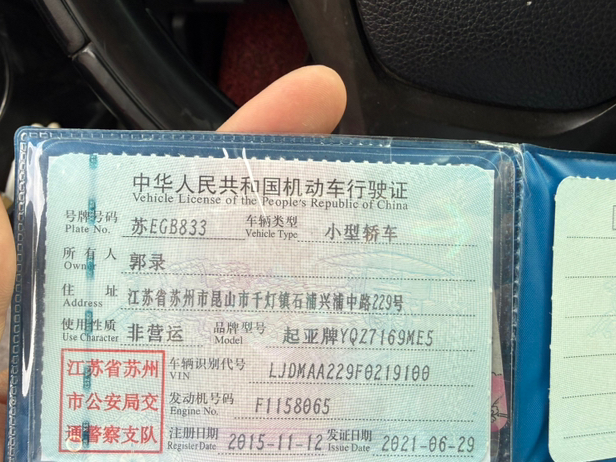 中华人民共和国机动车行驶证
Vehicle License of the People's Republic of China
号牌号码 Plate No. 苏EGB833 车辆类型 Vehicle Type 小型轿车
所有人 Owner 郭录
住址 Address 江苏省苏州市昆山市千灯镇石浦兴浦中路229号
使用性质 Use Character 非营运 品牌型号 Model 起亚牌YQZ7169ME5
车辆识别代号 VIN LJDMAA229F0219100
发动机号码 Engine No. F1158065
注册日期 Register Date 2015-11-12 发证日期 Issue Date 2021-06-29
江苏省苏州
市公安局交
通警察支队